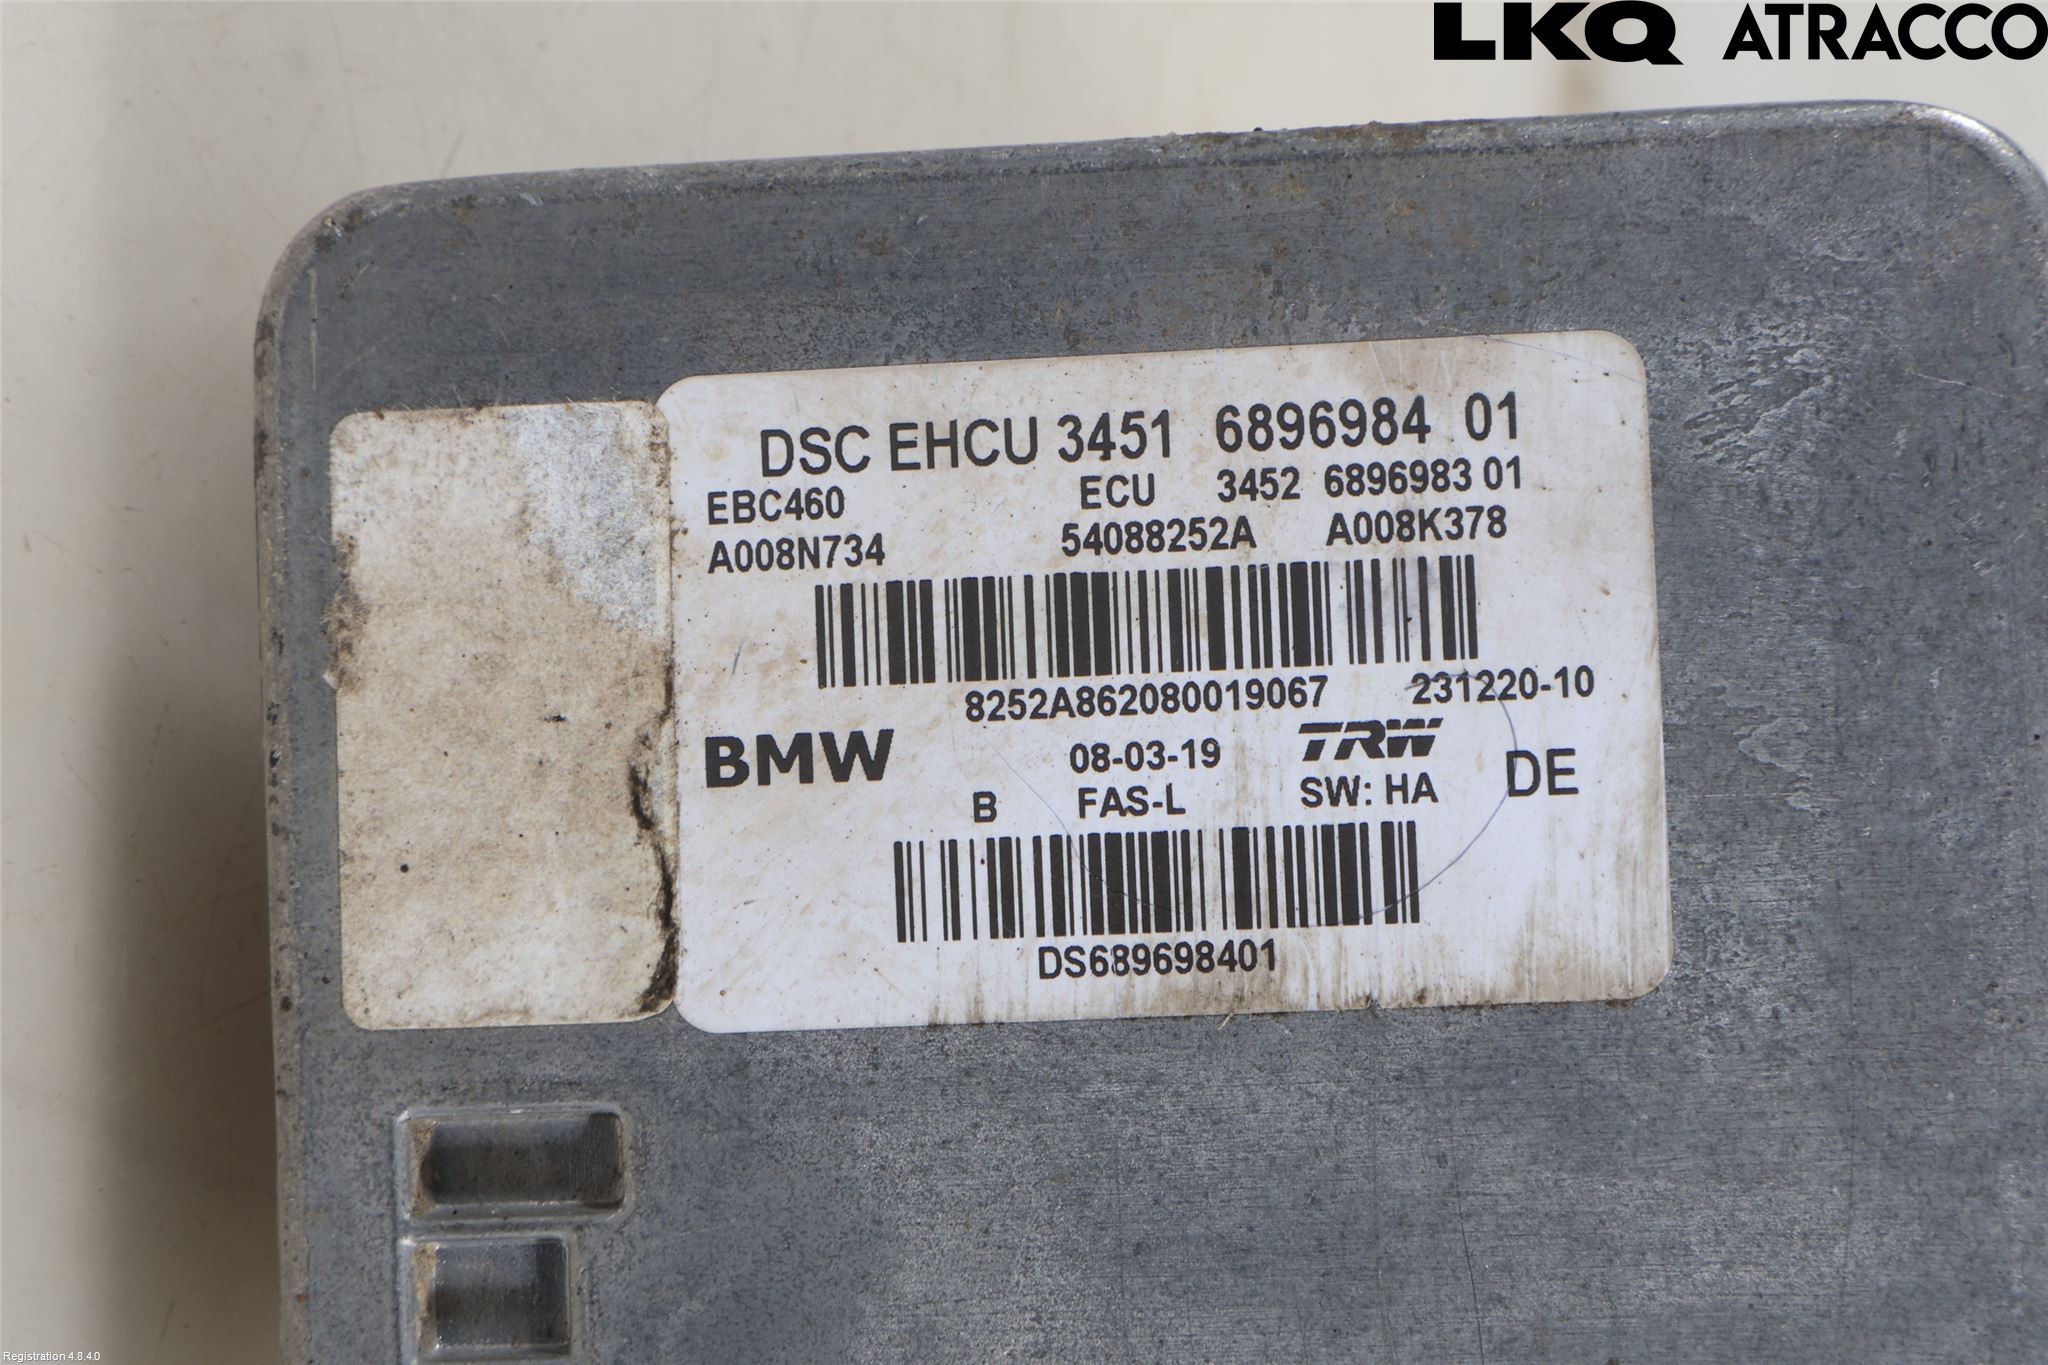 LKQ ATRACCO
DSC EHCU 3451 6896984 01
EBC460 ECU 3452 6896983 01
A008N734 54088252A A008K378
8252A862080019067 231220-10
BMW 08-03-19 TRW DE
B FAS-L SW: HA
DS689698401
Registration 4.8.4.0